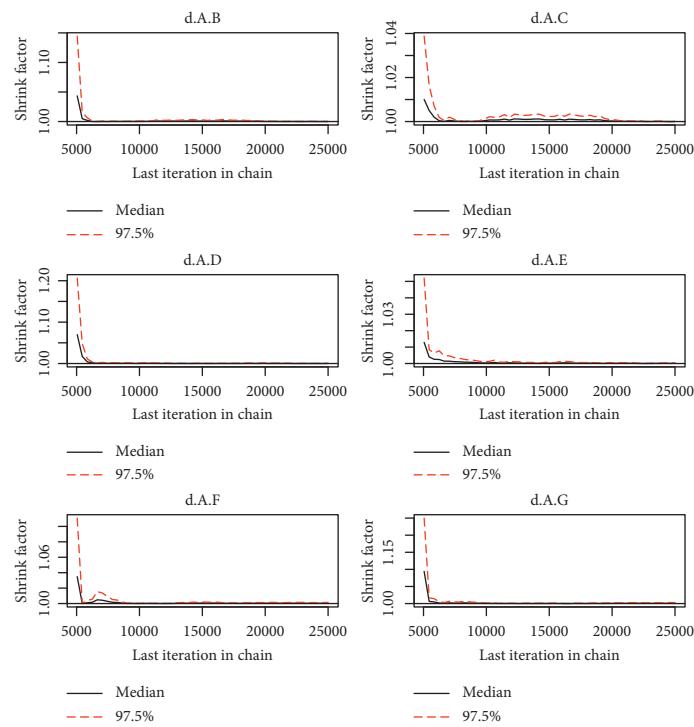 d.A.B
Shrink factor
1.00 1.10
5000 10000 15000 20000 25000
Last iteration in chain
Median
97.5%
d.A.C
Shrink factor
1.00 1.02 1.04
5000 10000 15000 20000 25000
Last iteration in chain
Median
97.5%
d.A.D
Shrink factor
1.00 1.10 1.20
5000 10000 15000 20000 25000
Last iteration in chain
Median
97.5%
d.A.E
Shrink factor
1.00 1.03
5000 10000 15000 20000 25000
Last iteration in chain
Median
97.5%
d.A.F
Shrink factor
1.00 1.06
5000 10000 15000 20000 25000
Last iteration in chain
Median
97.5%
d.A.G
Shrink factor
1.00 1.15
5000 10000 15000 20000 25000
Last iteration in chain
Median
97.5%